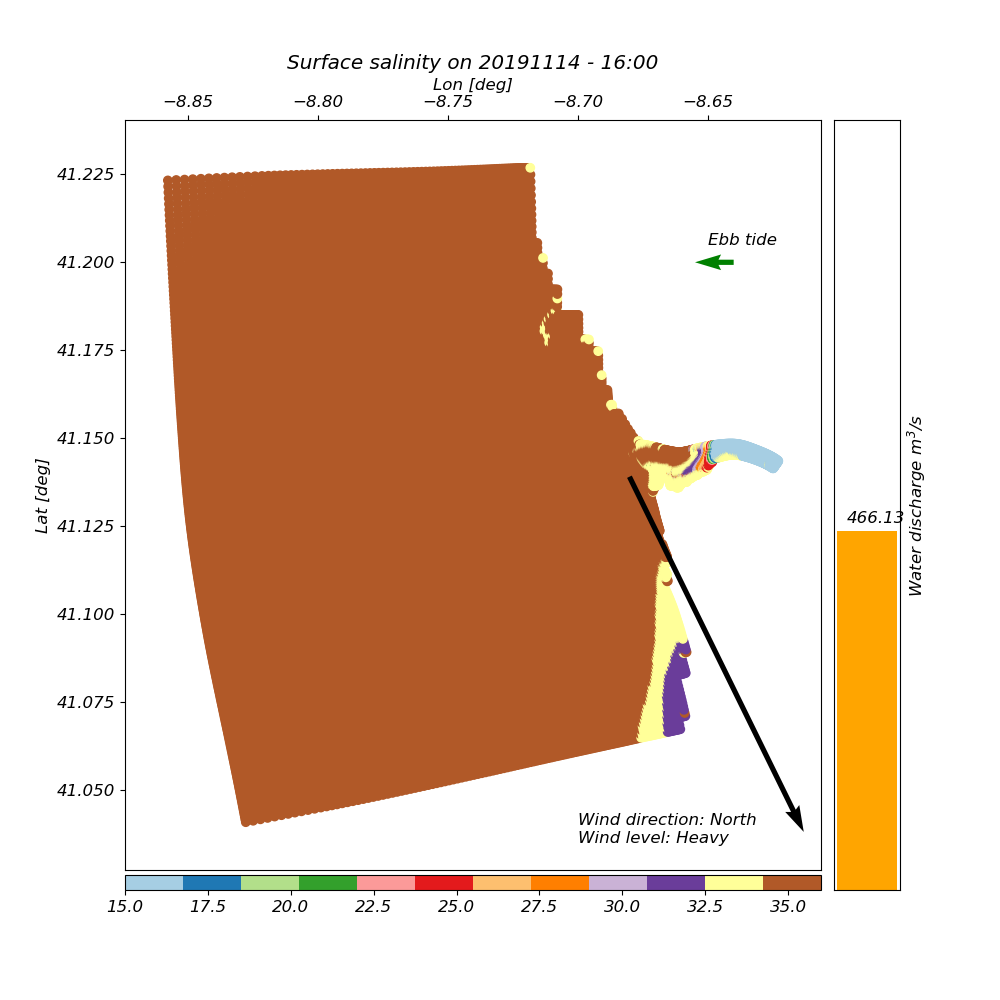 Surface salinity on 20191114 - 16:00
Lon [deg]
−8.85 −8.80 −8.75 −8.70 −8.65
41.225
41.200
41.175
41.150
41.125
41.100
41.075
41.050
Lat [deg]
Ebb tide
Wind direction: North
Wind level: Heavy
466.13
Water discharge m³/s
15.0 17.5 20.0 22.5 25.0 27.5 30.0 32.5 35.0